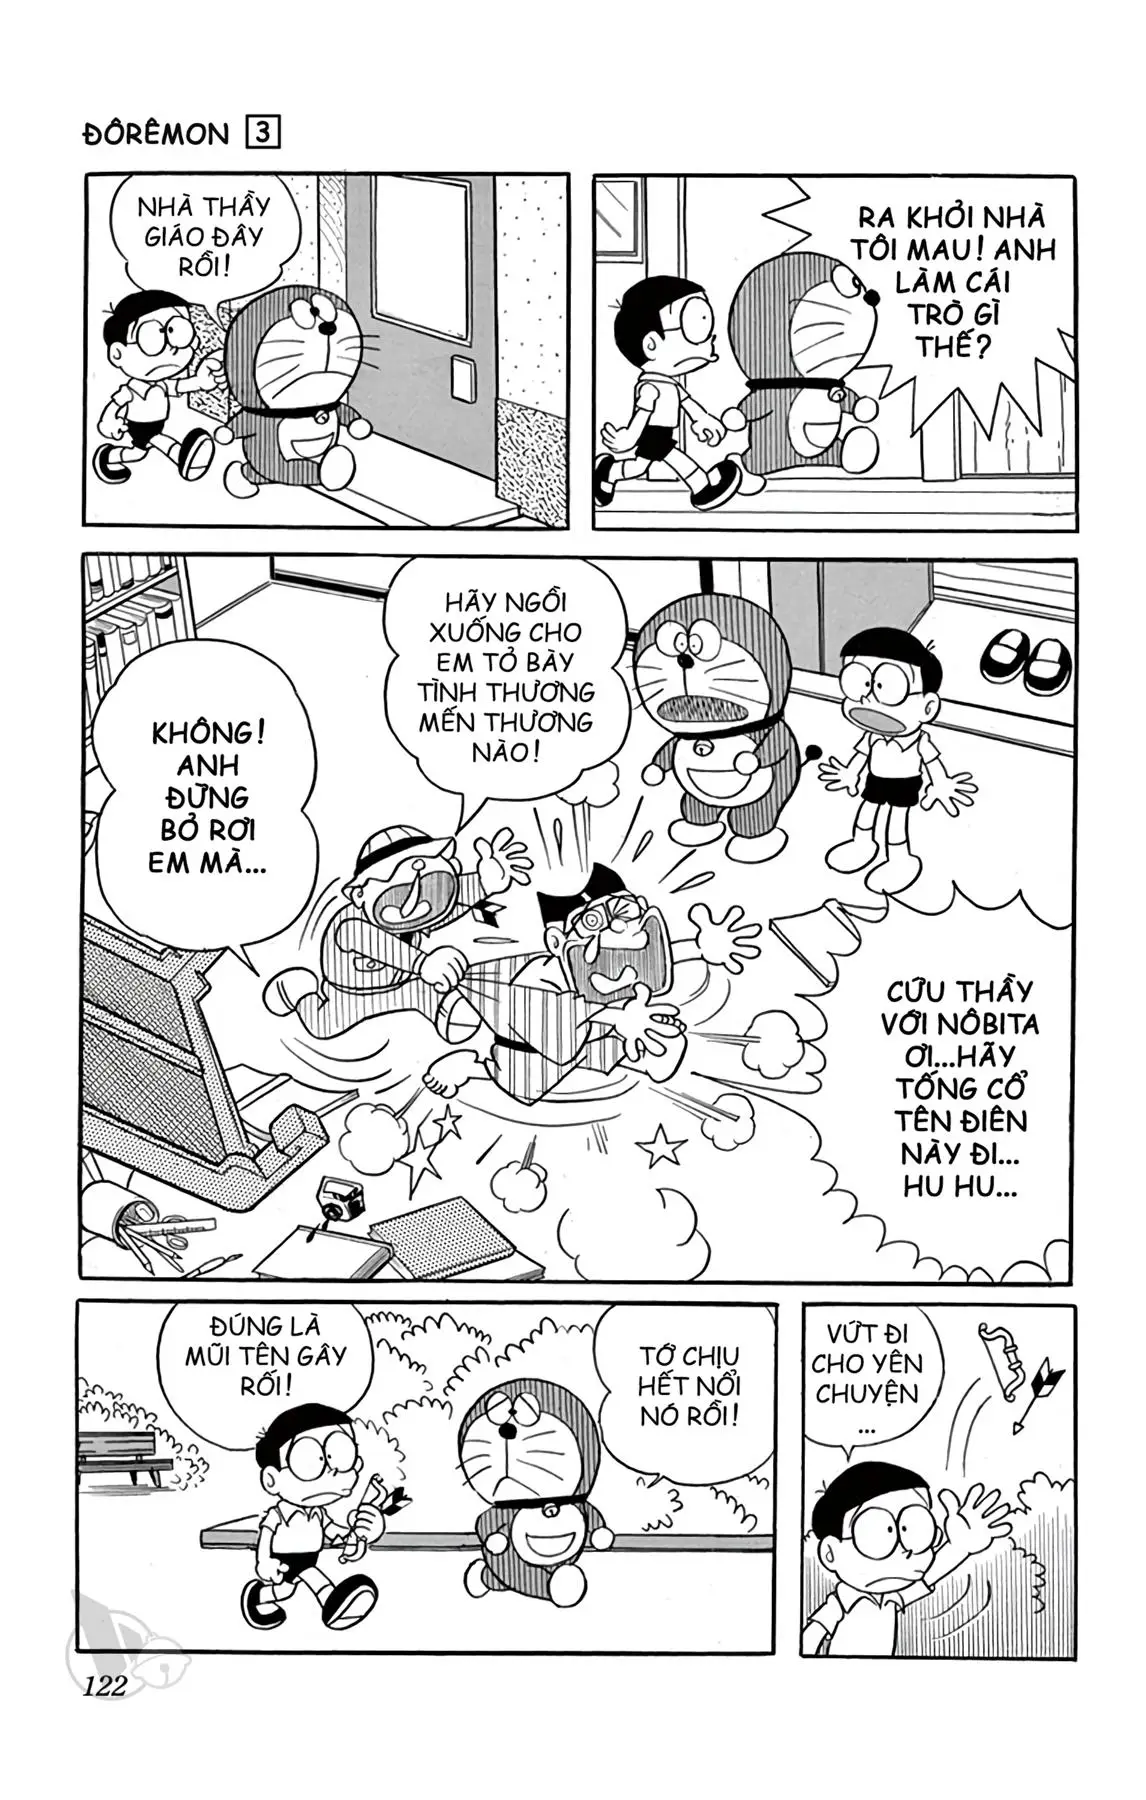 ĐÔRÊMON 3
NHÀ THẦY
GIÁO ĐÂY
RỒI!
RA KHỎI NHÀ
TÔI MAU! ANH
LÀM CÁI
TRÒ GÌ
THẾ?
HÃY NGỒI
XUỐNG CHO
EM TỎ BÀY
TÌNH THƯƠNG
MẾN THƯƠNG
NÀO!
KHÔNG!
ANH
ĐỪNG
BỎ RƠI
EM MÀ...
CỨU THẦY
VỚI NÔBITA
ƠI...HÃY
TỐNG CỔ
TÊN ĐIÊN
NÀY ĐI...
HU HU...
ĐÚNG LÀ
MŨI TÊN GÂY
RỐI!
TỚ CHỊU
HẾT NỔI
NÓ RỒI!
VỨT ĐI
CHO YÊN
CHUYỆN
...
122